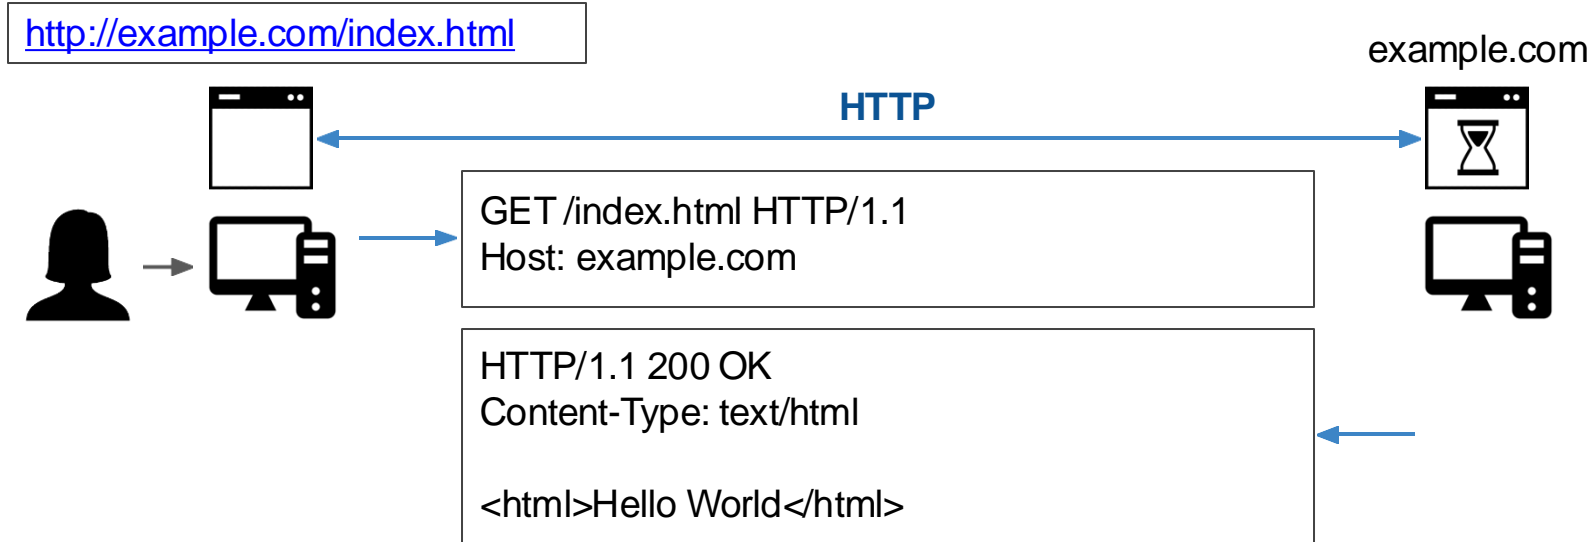 http://example.com/index.html
example.com
HTTP
GET /index.html HTTP/1.1
Host: example.com
HTTP/1.1 200 OK
Content-Type: text/html
<html>Hello World</html>